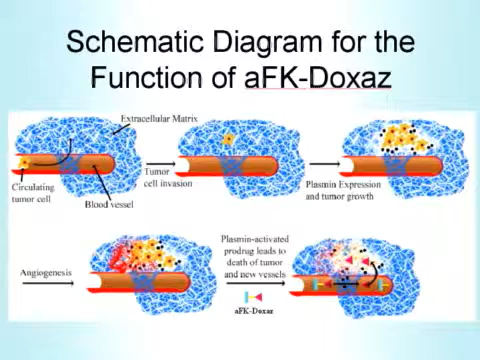 Schematic Diagram for the
Function of aFK-Doxaz
Extracellular Matrix
Circulating
tumor cell
Blood vessel
Tumor
cell invasion
Plasmin Expression
and tumor growth
Angiogenesis
Plasmin-activated
prodrug leads to
death of tumor
and new vessels
aFK-Doxaz